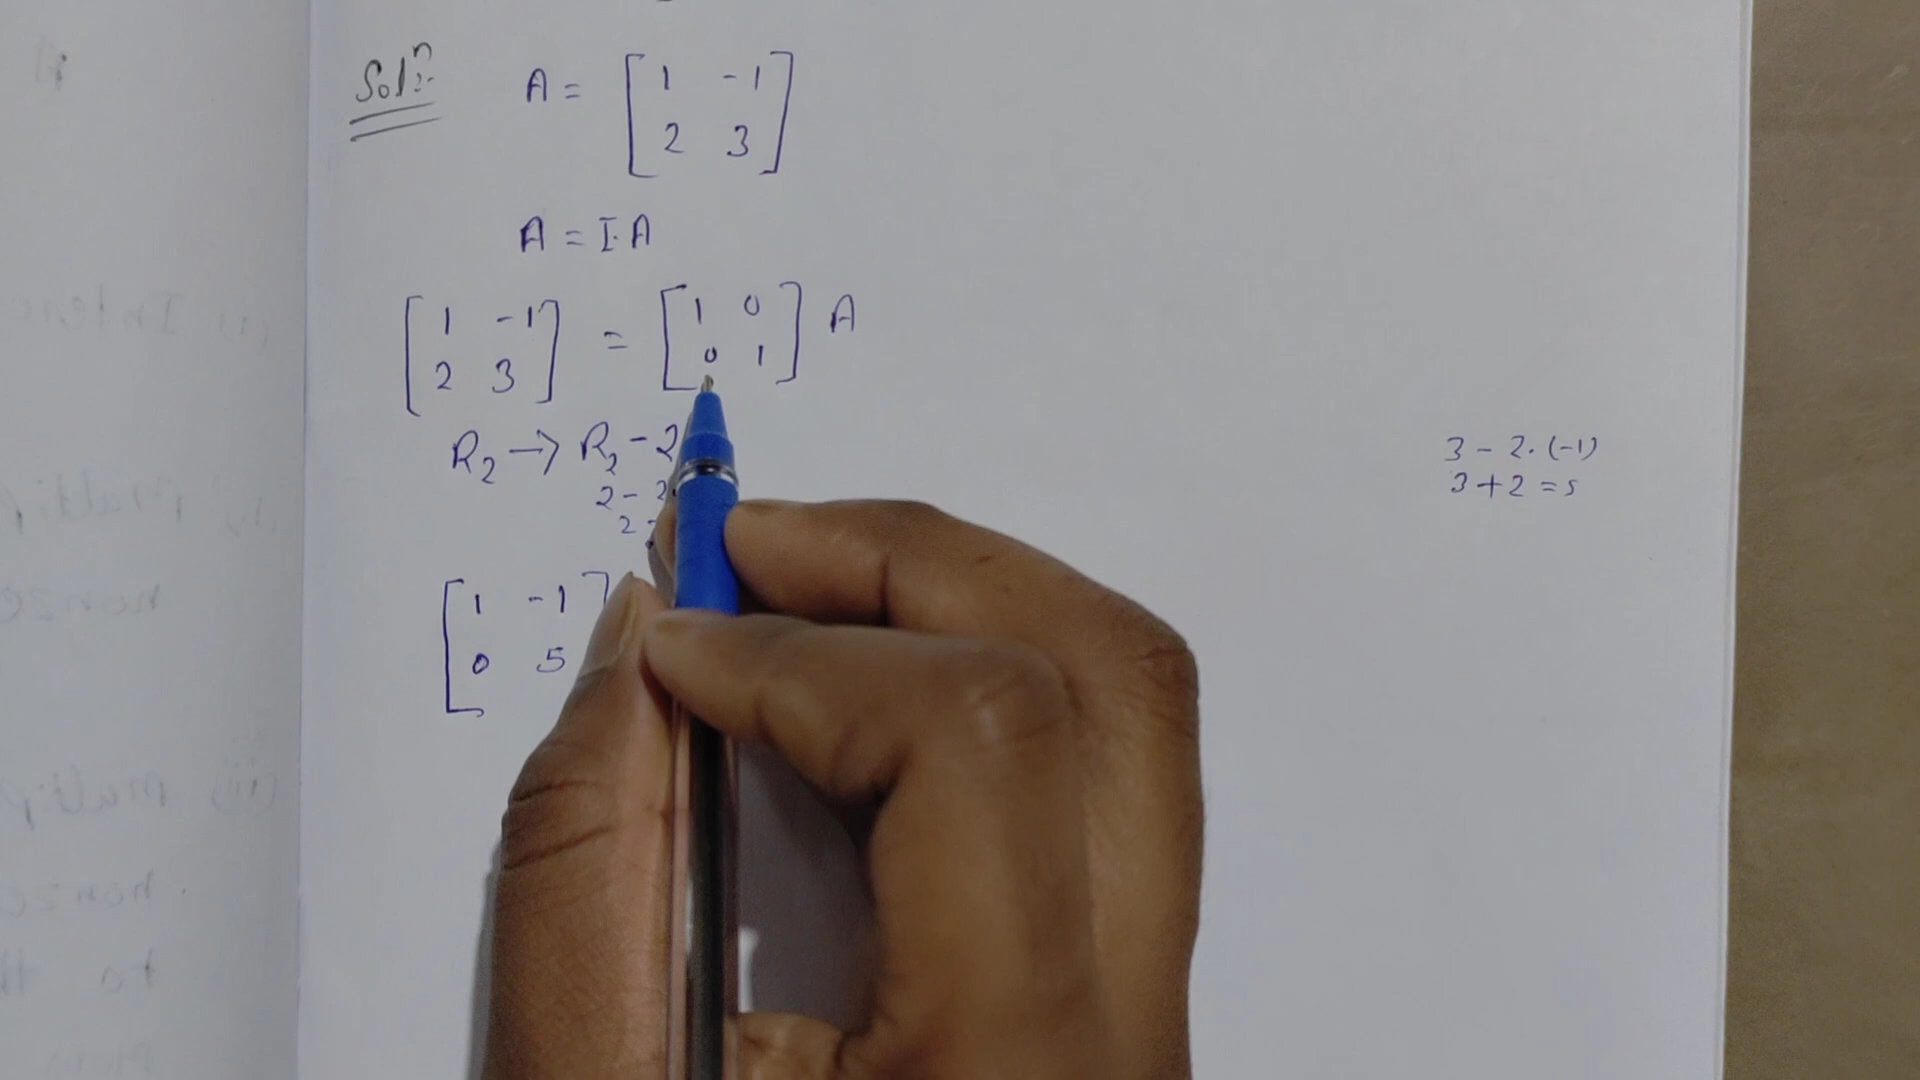 Solⁿ:- A = [ 1 -1
2 3 ]
A = I·A
[ 1 -1 ] = [ 1 0 ] A
[ 2 3 ] [ 0 1 ]
R₂ → R₂ - 2
2 - 2
2 -
3 - 2·(-1)
3 + 2 = 5
[ 1 -1 ]
[ 0 5